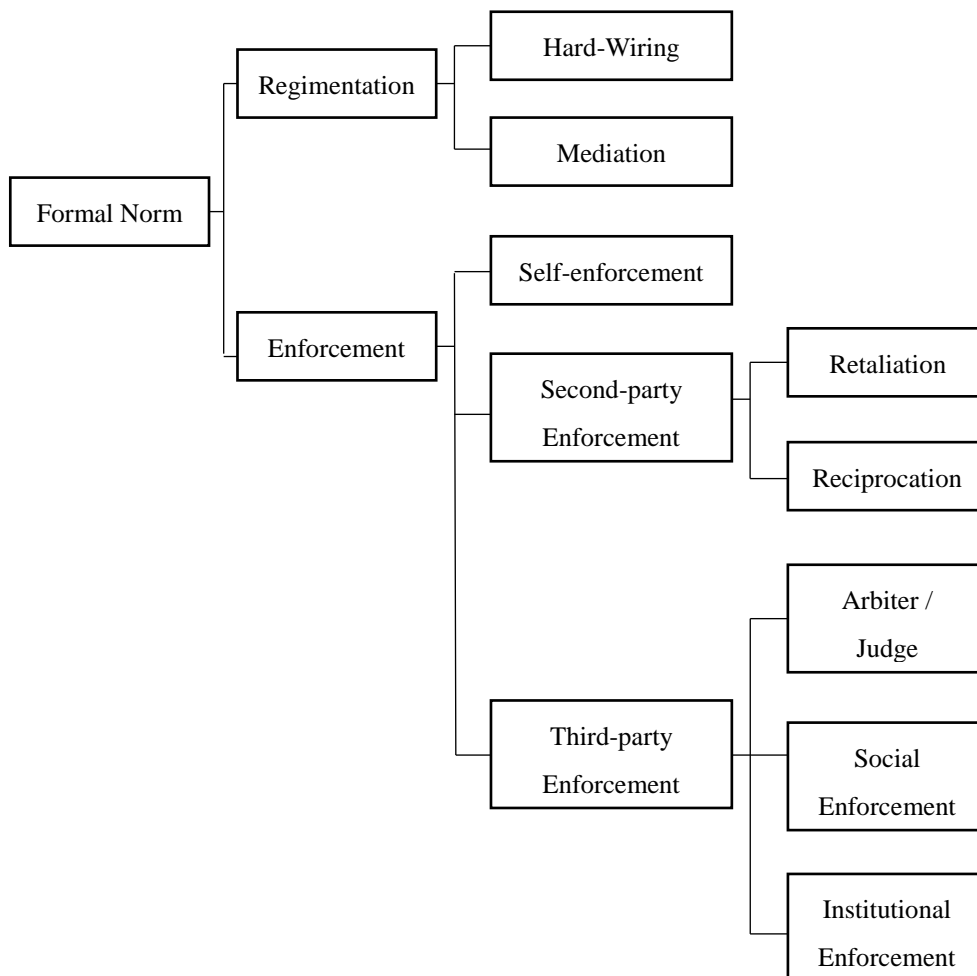 Hard-Wiring
Regimentation
Mediation
Formal Norm
Self-enforcement
Enforcement
Second-party
Enforcement
Retaliation
Reciprocation
Third-party
Enforcement
Arbiter /
Judge
Social
Enforcement
Institutional
Enforcement